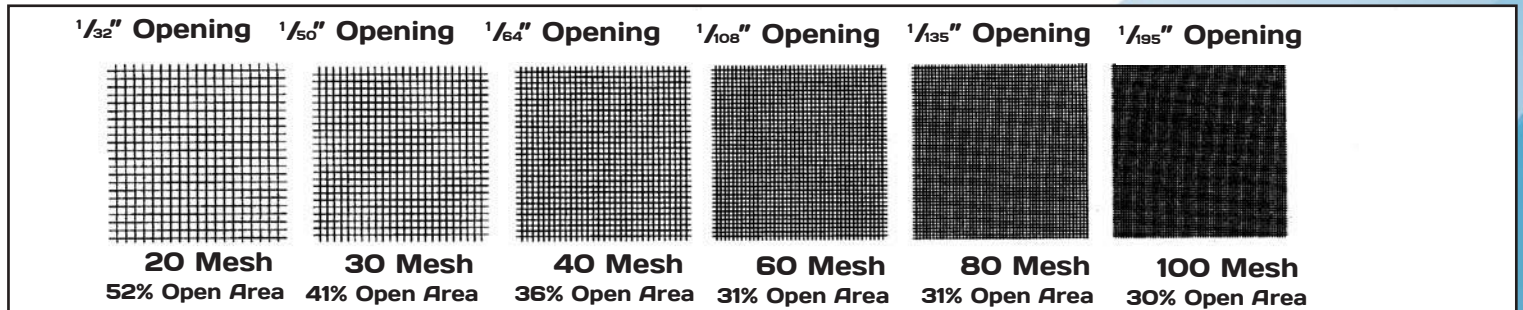 1/32" Opening 1/50" Opening 1/64" Opening 1/108" Opening 1/135" Opening 1/195" Opening
20 Mesh 30 Mesh 40 Mesh 60 Mesh 80 Mesh 100 Mesh
52% Open Area 41% Open Area 36% Open Area 31% Open Area 31% Open Area 30% Open Area